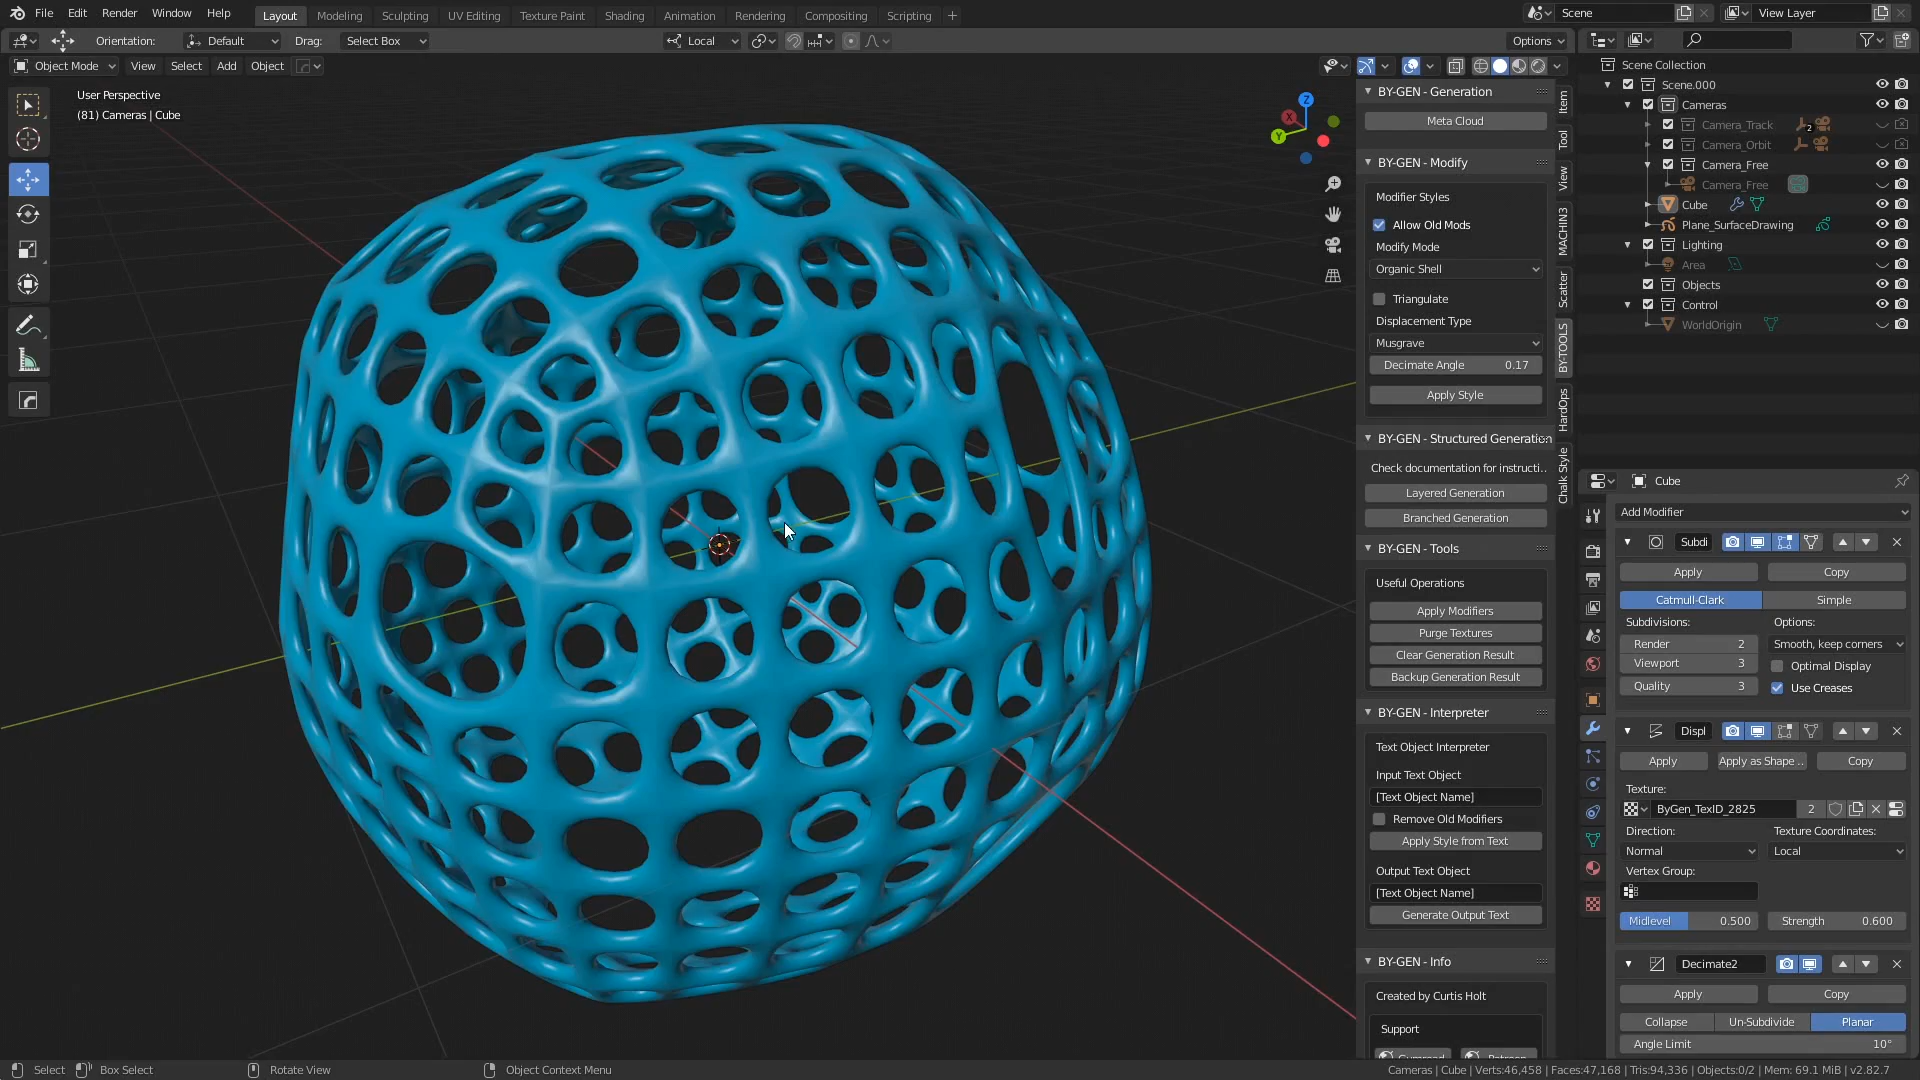 File Edit Render Window Help Layout Modeling Sculpting UV Editing Texture Paint Shading Animation Rendering Compositing Scripting + Scene View Layer
Orientation: Default Drag: Select Box Local Options
Object Mode View Select Add Object
User Perspective
(81) Cameras | Cube
Z
X
Y
BY-GEN - Generation
Meta Cloud
BY-GEN - Modify
Modifier Styles
Allow Old Mods
Modify Mode
Organic Shell
Triangulate
Displacement Type
Musgrave
Decimate Angle 0.17
Apply Style
BY-GEN - Structured Generation
Check documentation for instructi..
Layered Generation
Branched Generation
BY-GEN - Tools
Useful Operations
Apply Modifiers
Purge Textures
Clear Generation Result
Backup Generation Result
BY-GEN - Interpreter
Text Object Interpreter
Input Text Object
[Text Object Name]
Remove Old Modifiers
Apply Style from Text
Output Text Object
[Text Object Name]
Generate Output Text
BY-GEN - Info
Created by Curtis Holt
Support
Item
Tool
View
MACHIN3
Scatter
BY-TOOLS
HardOps
Chalk Style
Scene Collection
Scene.000
Cameras
Camera_Track 2
Camera_Orbit
Camera_Free
Camera_Free
Cube
Plane_SurfaceDrawing
Lighting
Area
Objects
Control
WorldOrigin
Cube
Add Modifier
Subdi
Apply Copy
Catmull-Clark Simple
Subdivisions: Options:
Render 2 Smooth, keep corners
Viewport 3 Optimal Display
Quality 3 Use Creases
Displ
Apply Apply as Shape .. Copy
Texture:
ByGen_TexID_2825 2
Direction: Texture Coordinates:
Normal Local
Vertex Group:
Midlevel 0.500 Strength 0.600
Decimate2
Apply Copy
Collapse Un-Subdivide Planar
Angle Limit 10°
Select Box Select Rotate View Object Context Menu Cameras | Cube | Verts:46,458 | Faces:47,168 | Tris:94,336 | Objects:0/2 | Mem: 69.1 MiB | v2.82.7